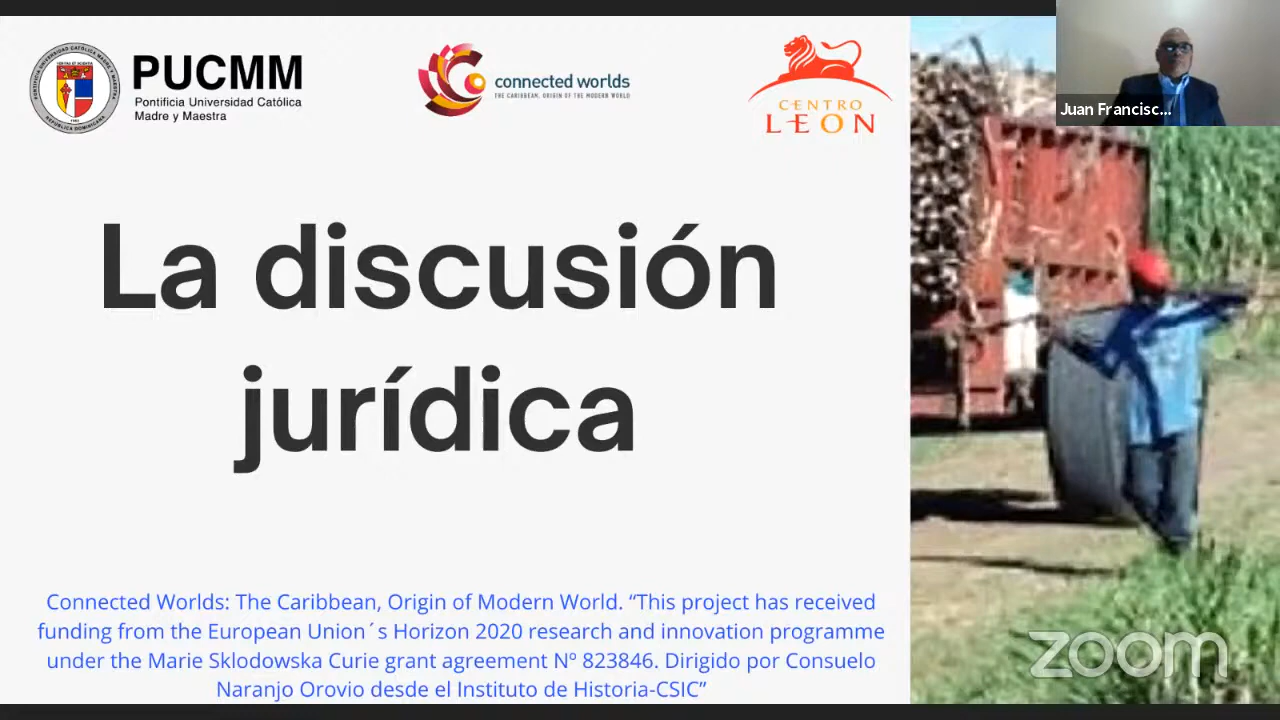 PUCMM
Pontificia Universidad Católica
Madre y Maestra
connected worlds
THE CARIBBEAN, ORIGIN OF THE MODERN WORLD
CENTRO
LEÓN
Juan Francisc...
La discusión
jurídica
Connected Worlds: The Caribbean, Origin of Modern World. “This project has received
funding from the European Union´s Horizon 2020 research and innovation programme
under the Marie Sklodowska Curie grant agreement Nº 823846. Dirigido por Consuelo
Naranjo Orovio desde el Instituto de Historia-CSIC”
zoom